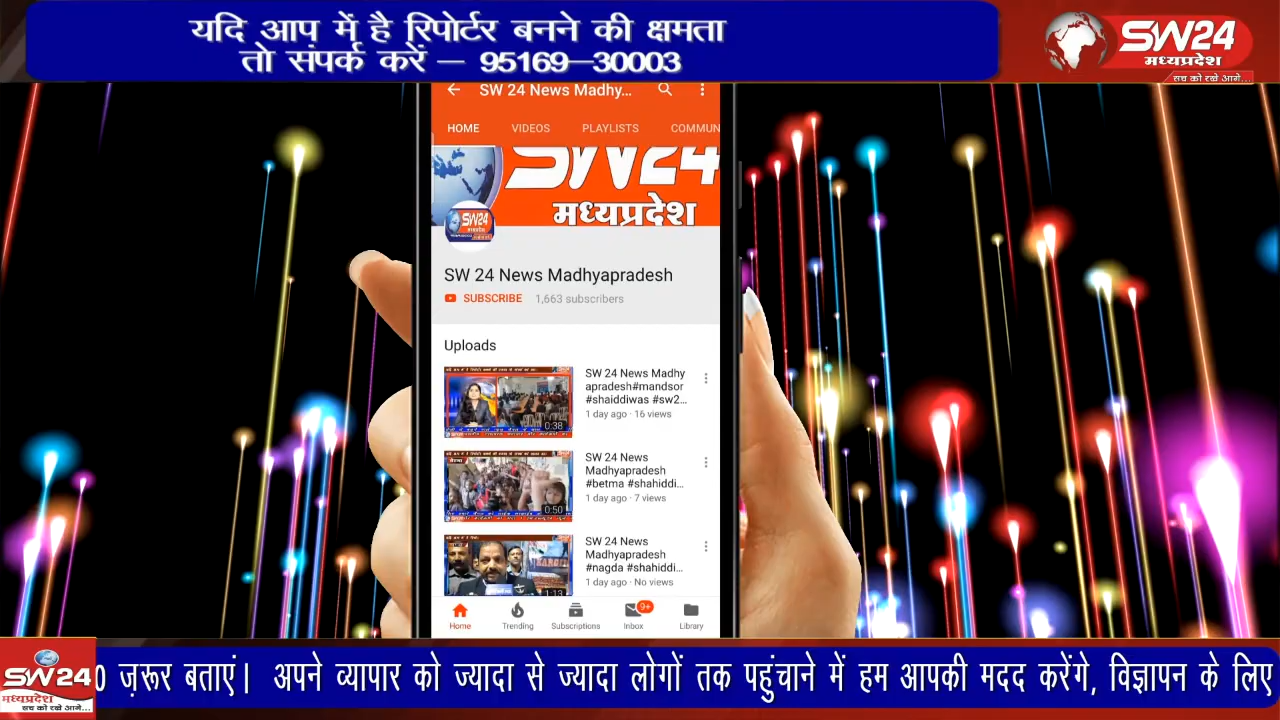 यदि आप में है रिपोर्टर बनने की क्षमता
तो संपर्क करें – 95169–30003
SW24
मध्यप्रदेश
सच को रखे आगे...
SW 24 News Madhy...
HOME VIDEOS PLAYLISTS COMMUN
SW24
मध्यप्रदेश
SW24
SW 24 News Madhyapradesh
SUBSCRIBE 1,663 subscribers
Uploads
SW 24 News Madhy
apradesh#mandsor
#shaiddiwas #sw2...
1 day ago · 16 views
0:38
SW 24 News
Madhyapradesh
#betma #shahiddi...
1 day ago · 7 views
0:50
SW 24 News
Madhyapradesh
#nagda #shahiddi...
1 day ago · No views
1:13
9+
Home Trending Subscriptions Inbox Library
SW24
मध्यप्रदेश
सच को रखे आगे...
0 ज़रूर बताएं। अपने व्यापार को ज्यादा से ज्यादा लोगों तक पहुंचाने में हम आपकी मदद करेंगे, विज्ञापन के लिए